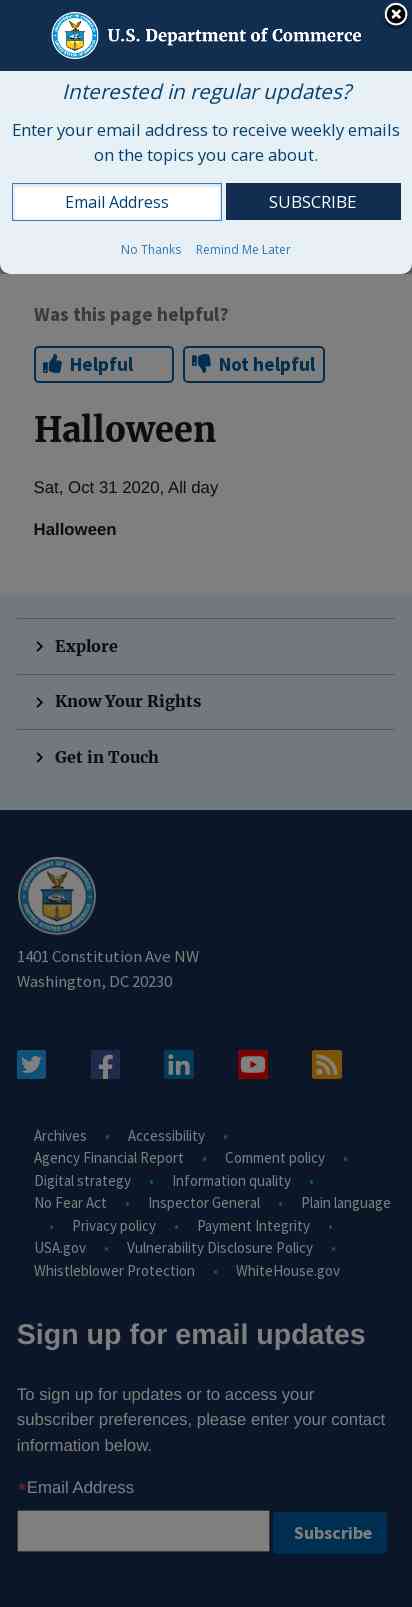 U.S. Department of Commerce
Interested in regular updates?
Enter your email address to receive weekly emails
on the topics you care about.
Email Address SUBSCRIBE
No Thanks Remind Me Later
Was this page helpful?
Helpful Not helpful
Halloween
Sat, Oct 31 2020, All day
Halloween
Explore
Know Your Rights
Get in Touch
1401 Constitution Ave NW
Washington, DC 20230
Archives • Accessibility •
Agency Financial Report • Comment policy •
Digital strategy • Information quality •
No Fear Act • Inspector General • Plain language
• Privacy policy • Payment Integrity •
USA.gov • Vulnerability Disclosure Policy •
Whistleblower Protection • WhiteHouse.gov
Sign up for email updates
To sign up for updates or to access your
subscriber preferences, please enter your contact
information below.
*Email Address
Subscribe